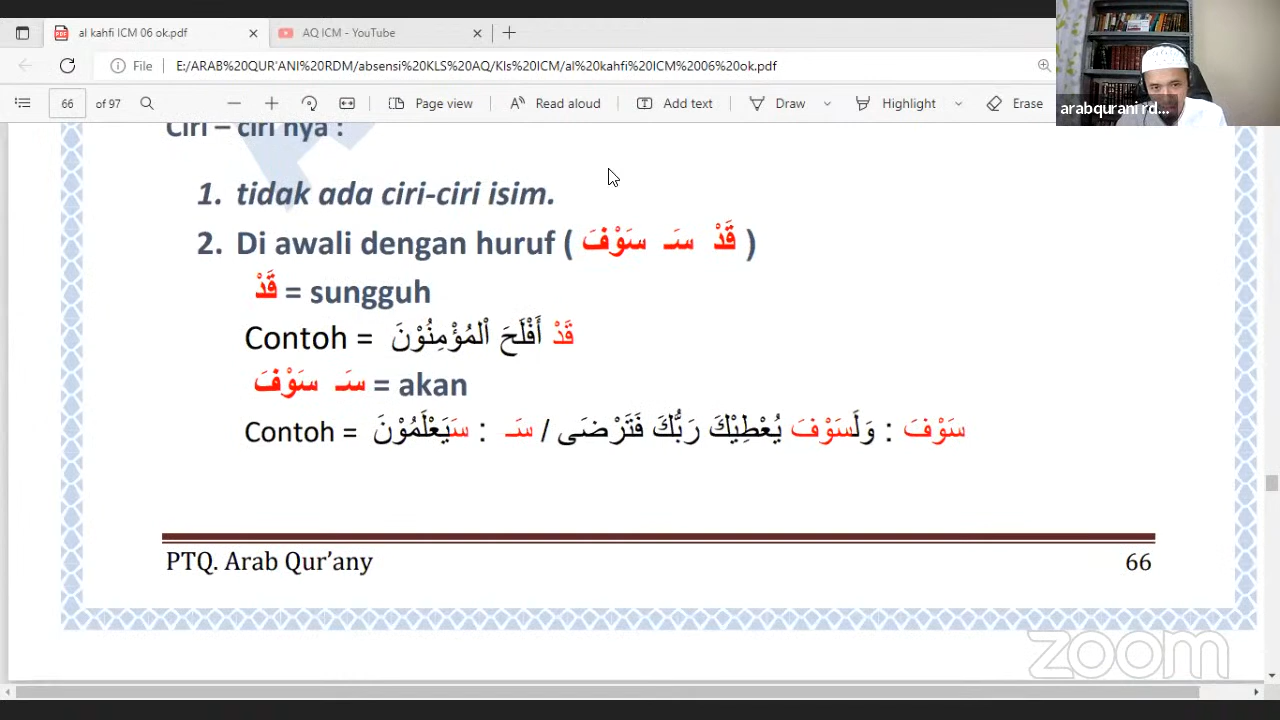 al kahfi ICM 06 ok.pdf
AQ ICM - YouTube
File
E:/ARAB%20QUR'ANI%20RDM/absensi%20KLS%20TQ/Kls%20ICM/al%20kahfi%20ICM%2006%20ok.pdf
66 of 97
Page view
Read aloud
Add text
Draw
Highlight
Erase
arabqurani rd...
Ciri – ciri nya :
1. tidak ada ciri-ciri isim.
2. Di awali dengan huruf ( قَدْ سَـ سَوْفَ )
قَدْ = sungguh
Contoh = قَدْ أَفْلَحَ اْلمُؤْمِنُوْنَ
سَـ سَوْفَ = akan
Contoh = سَوْفَ : وَلَسَوْفَ يُعْطِيْكَ رَبُّكَ فَتَرْضَى / سَـ : سَيَعْلَمُوْنَ
PTQ. Arab Qur’any 66
zoom